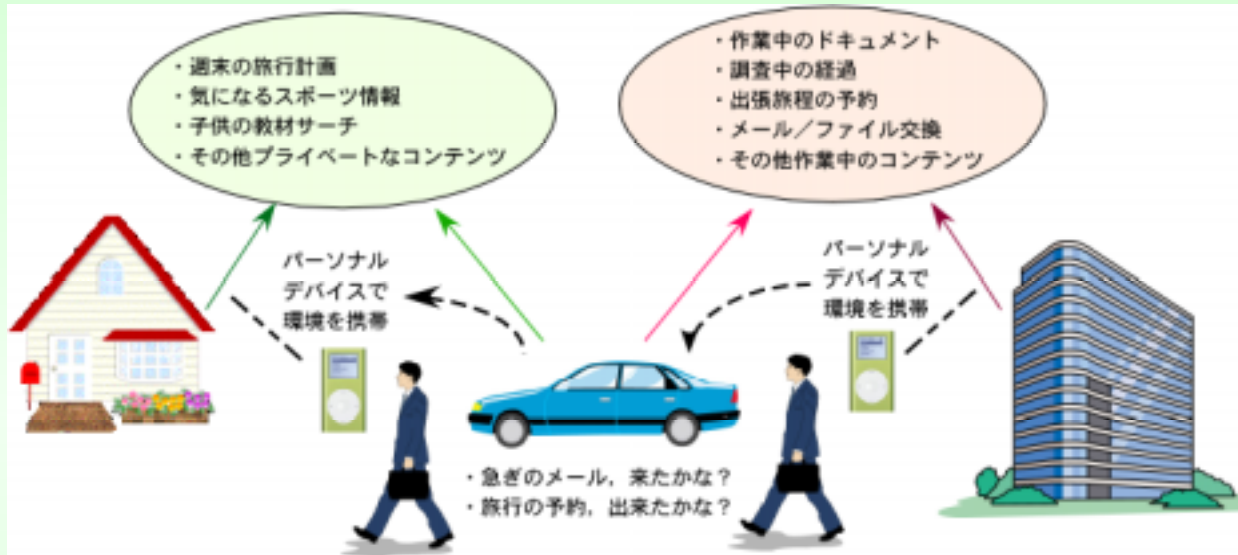 ・週末の旅行計画
・気になるスポーツ情報
・子供の教材サーチ
・その他プライベートなコンテンツ
・作業中のドキュメント
・調査中の経過
・出張旅程の予約
・メール／ファイル交換
・その他作業中のコンテンツ
パーソナル
デバイスで
環境を携帯
パーソナル
デバイスで
環境を携帯
・急ぎのメール，来たかな？
・旅行の予約，出来たかな？